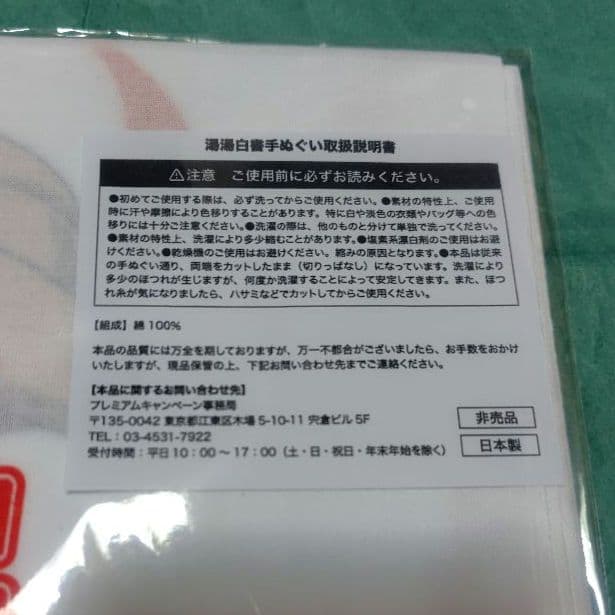 湯湯白書手ぬぐい取扱説明書
⚠注意 ご使用前に必ずお読みください。
●初めてご使用する際は、必ず洗ってからご使用ください。●素材の特性上、ご使用
時に汗や摩擦により色移りすることがあります。特に白や淡色の衣類やバッグ等への色
移りには十分ご注意ください。●洗濯の際は、他のものと分けて単独で洗ってください。
●素材の特性上、洗濯により多少縮むことがあります。●塩素系漂白剤のご使用はお避
けください。●乾燥機のご使用はお避けください。縮みの原因となります。●本品は従来
の手ぬぐい通り、両端をカットしたまま（切りっぱなし）になっています。洗濯により
多少のほつれが生じますが、何度か洗濯することによって安定してきます。また、ほつ
れ糸が気になりましたら、ハサミなどでカットしてからご使用ください。
【組成】綿 100%
本品の品質には万全を期しておりますが、万一不都合がございましたら、お手数をおかけ
いたしますが、現品保管の上、下記お問い合わせ先までご連絡ください。
【本品に関するお問い合わせ先】
プレミアムキャンペーン事務局
〒135-0042 東京都江東区木場 5-10-11 宍倉ビル 5F
TEL：03-4531-7922
受付時間：平日 10：00 〜 17：00（土・日・祝日・年末年始を除く）
非売品
日本製